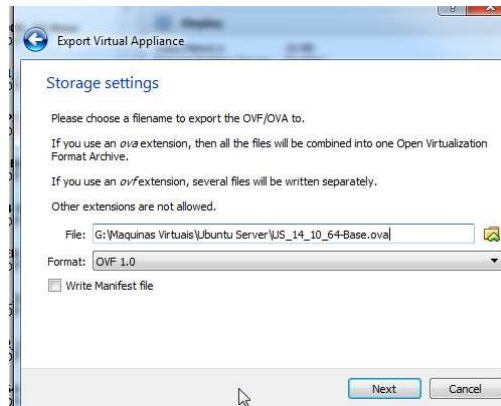 Export Virtual Appliance
Storage settings
Please choose a filename to export the OVF/OVA to.
If you use an ova extension, then all the files will be combined into one Open Virtualization
Format Archive.
If you use an ovf extension, several files will be written separately.
Other extensions are not allowed.
File: G:\Maquinas Virtuais\Ubuntu Server\US_14_10_64-Base.ova
Format: OVF 1.0
Write Manifest file
Next Cancel